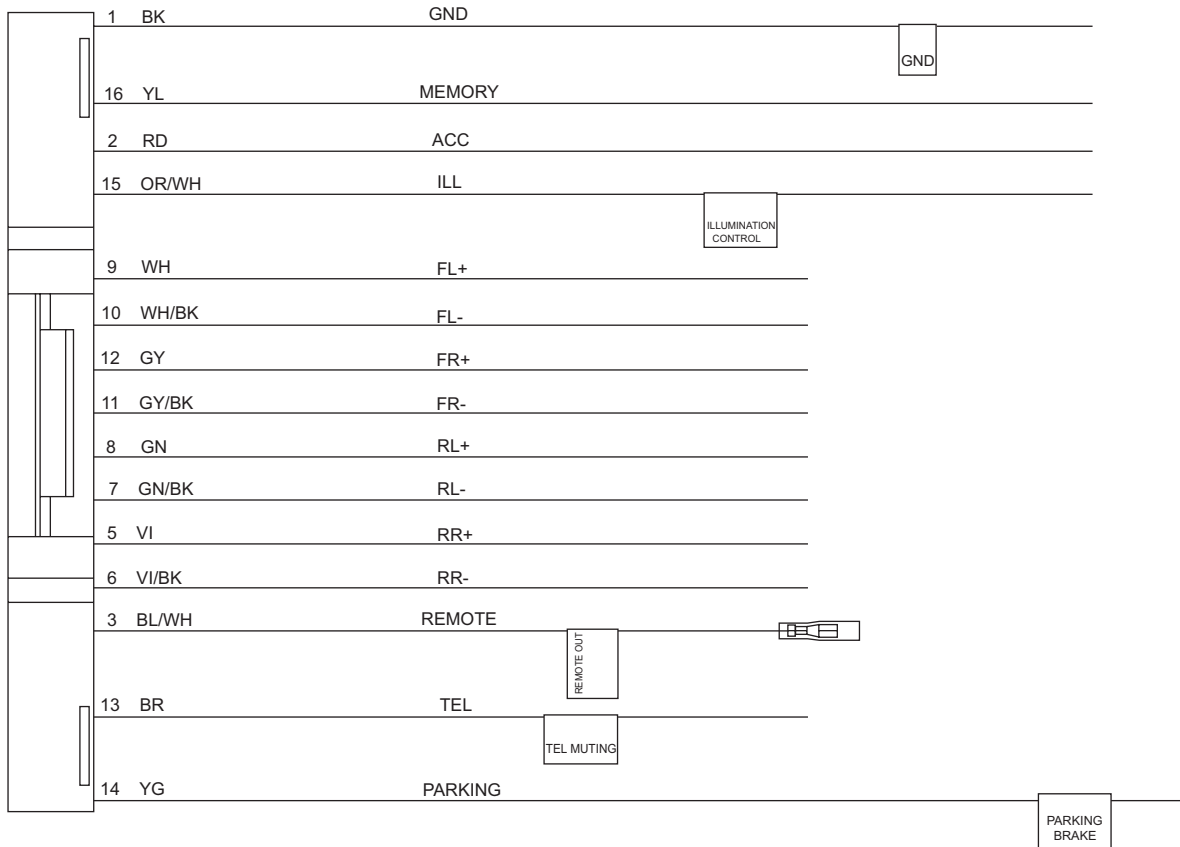 1 BK GND
GND
16 YL MEMORY
2 RD ACC
15 OR/WH ILL
ILLUMINATION
CONTROL
9 WH FL+
10 WH/BK FL-
12 GY FR+
11 GY/BK FR-
8 GN RL+
7 GN/BK RL-
5 VI RR+
6 VI/BK RR-
3 BL/WH REMOTE
REMOTE OUT
13 BR TEL
TEL MUTING
14 YG PARKING
PARKING
BRAKE